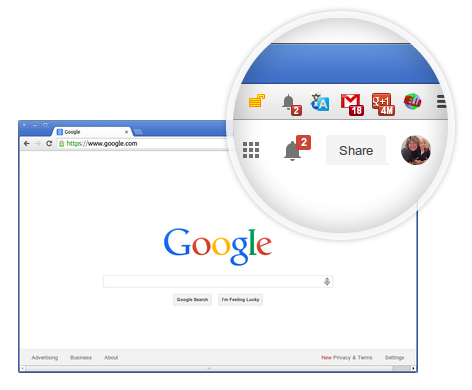 2
18
g+1
4M
2
Share
Google
https://www.google.com
Google
Google Search
I'm Feeling Lucky
Advertising
Business
About
New Privacy & Terms
Settings